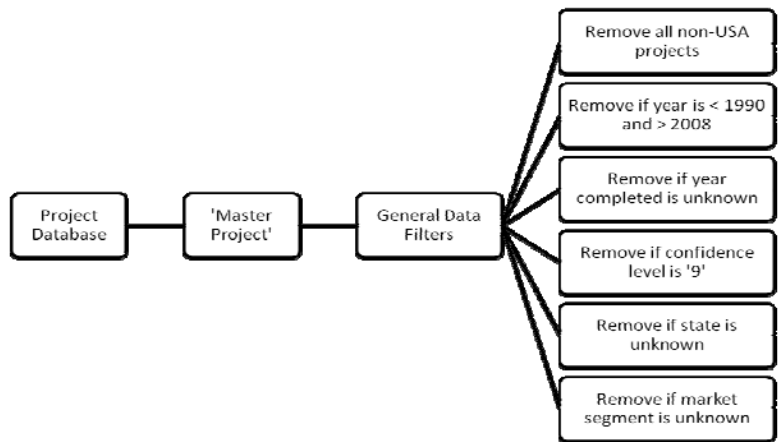 Project
Database
'Master
Project'
General Data
Filters
Remove all non-USA
projects
Remove if year is < 1990
and > 2008
Remove if year
completed is unknown
Remove if confidence
level is '9'
Remove if state is
unknown
Remove if market
segment is unknown